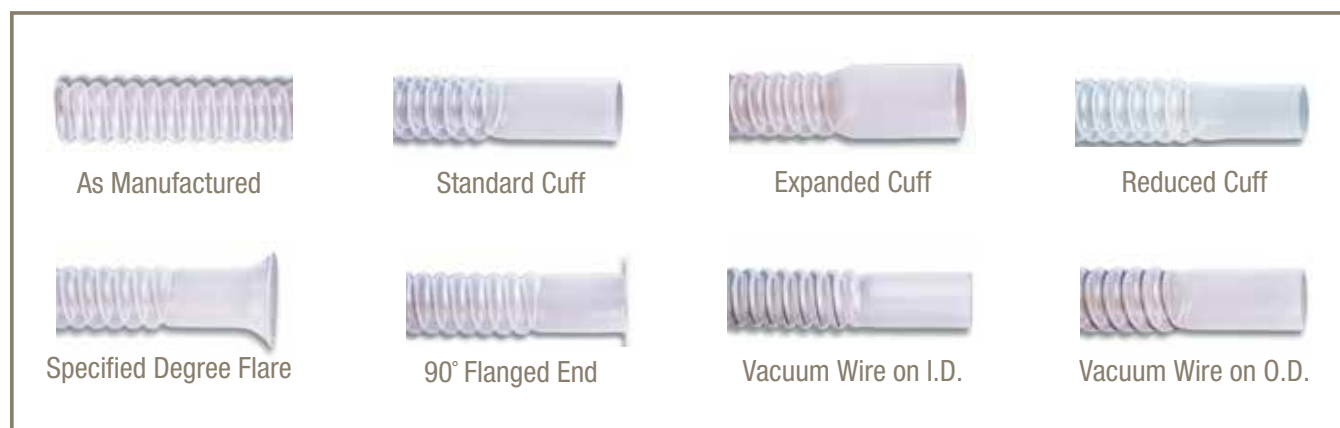 As Manufactured
Standard Cuff
Expanded Cuff
Reduced Cuff
Specified Degree Flare
90° Flanged End
Vacuum Wire on I.D.
Vacuum Wire on O.D.